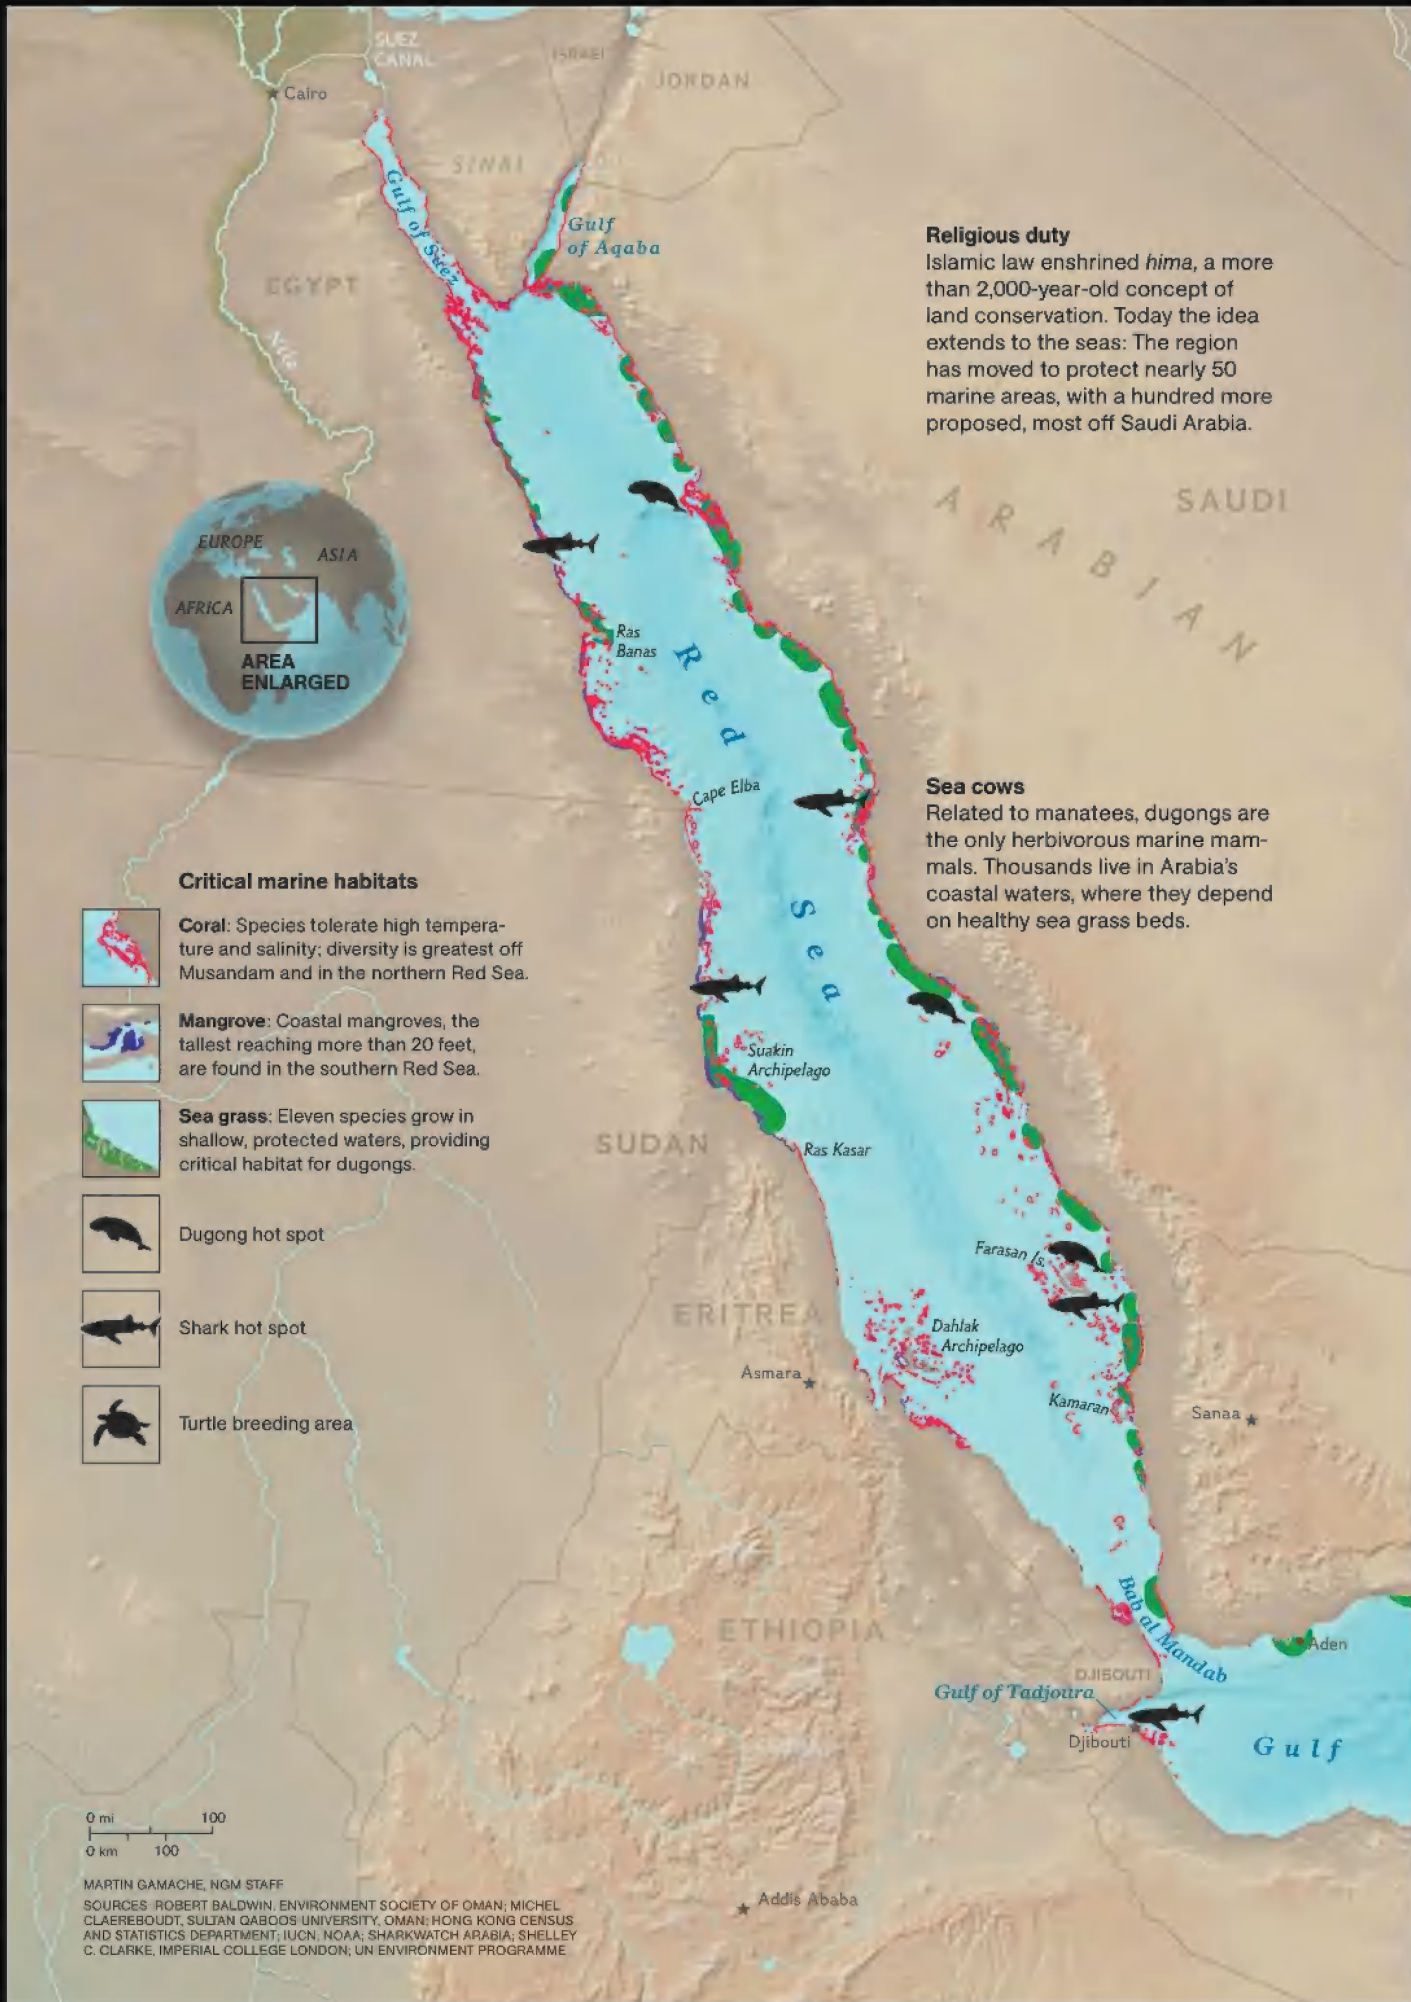 SUEZ
CANAL
ISRAEL
JORDAN
Cairo
SINAI
Gulf of Suez
Gulf
of Aqaba
EGYPT
Nile
Religious duty
Islamic law enshrined hima, a more
than 2,000-year-old concept of
land conservation. Today the idea
extends to the seas: The region
has moved to protect nearly 50
marine areas, with a hundred more
proposed, most off Saudi Arabia.
SAUDI
ARABIAN
EUROPE
ASIA
AFRICA
AREA
ENLARGED
Ras
Banas
Red Sea
Cape Elba
Sea cows
Related to manatees, dugongs are
the only herbivorous marine mam-
mals. Thousands live in Arabia's
coastal waters, where they depend
on healthy sea grass beds.
Critical marine habitats
Coral: Species tolerate high tempera-
ture and salinity; diversity is greatest off
Musandam and in the northern Red Sea.
Mangrove: Coastal mangroves, the
tallest reaching more than 20 feet,
are found in the southern Red Sea.
Sea grass: Eleven species grow in
shallow, protected waters, providing
critical habitat for dugongs.
Dugong hot spot
Shark hot spot
Turtle breeding area
Suakin
Archipelago
SUDAN
Ras Kasar
Farasan Is.
ERITREA
Dahlak
Archipelago
Asmara
Kamaran
Sanaa
Bab al Mandab
ETHIOPIA
Aden
DJIBOUTI
Gulf of Tadjoura
Djibouti
Gulf
0 mi 100
0 km 100
MARTIN GAMACHE, NGM STAFF
SOURCES: ROBERT BALDWIN, ENVIRONMENT SOCIETY OF OMAN; MICHEL
CLAEREBOUDT, SULTAN QABOOS UNIVERSITY, OMAN; HONG KONG CENSUS
AND STATISTICS DEPARTMENT; IUCN; NOAA; SHARKWATCH ARABIA; SHELLEY
C. CLARKE, IMPERIAL COLLEGE LONDON; UN ENVIRONMENT PROGRAMME
Addis Ababa